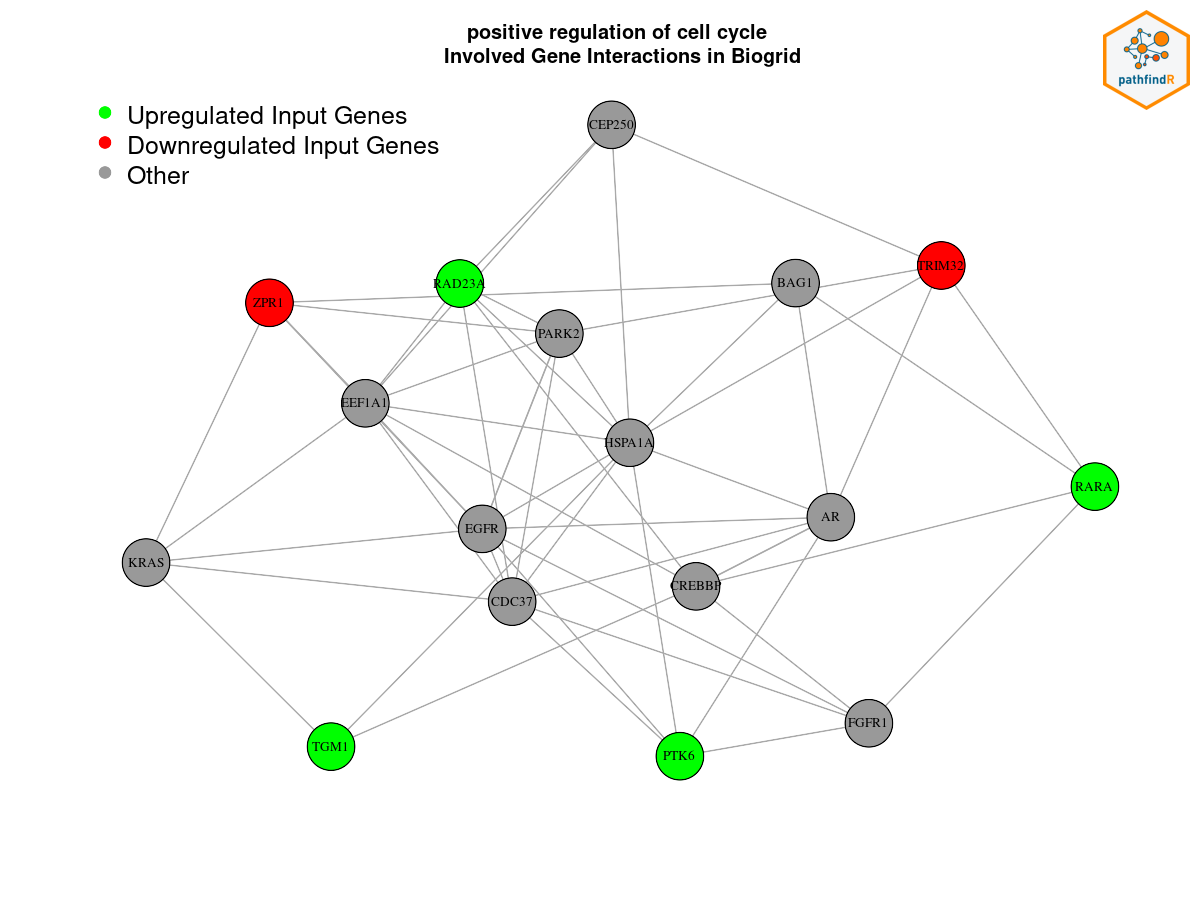 positive regulation of cell cycle
Involved Gene Interactions in Biogrid
pathfindR
Upregulated Input Genes
Downregulated Input Genes
Other
CEP250
TRIM32
RAD23A
BAG1
ZPR1
PARK2
EEF1A1
HSPA1A
RARA
AR
EGFR
KRAS
CREBBP
CDC37
FGFR1
TGM1
PTK6